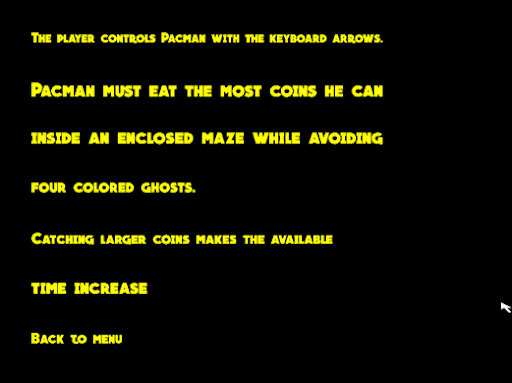 The player controls Pacman with the keyboard arrows.
Pacman must eat the most coins he can
inside an enclosed maze while avoiding
four colored ghosts.
Catching larger coins makes the available
time increase
Back to menu